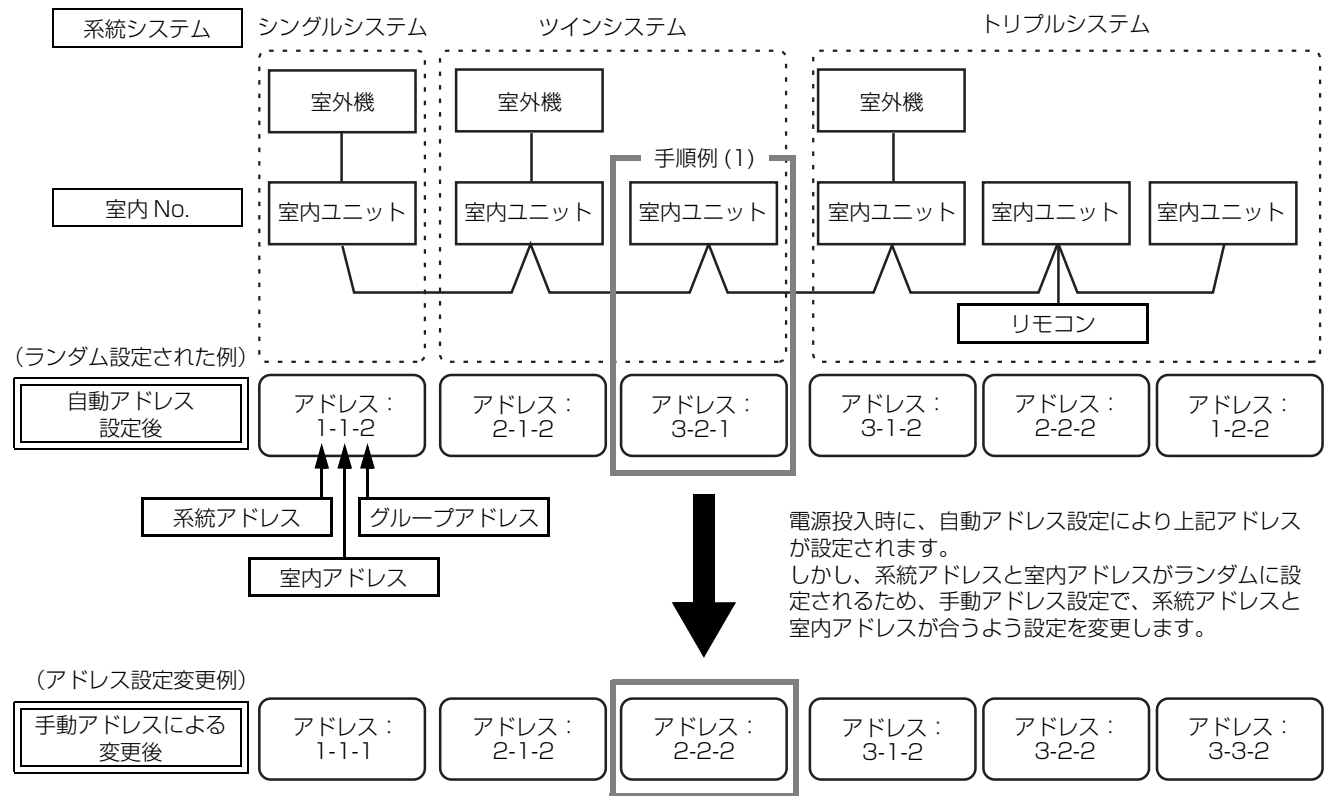 系統システム
シングルシステム
ツインシステム
トリプルシステム
室外機
室外機
室外機
手順例 (1)
室内 No.
室内ユニット
室内ユニット
室内ユニット
室内ユニット
室内ユニット
室内ユニット
リモコン
（ランダム設定された例）
自動アドレス
設定後
アドレス：
1-1-2
アドレス：
2-1-2
アドレス：
3-2-1
アドレス：
3-1-2
アドレス：
2-2-2
アドレス：
1-2-2
系統アドレス
グループアドレス
室内アドレス
電源投入時に、自動アドレス設定により上記アドレス
が設定されます。
しかし、系統アドレスと室内アドレスがランダムに設
定されるため、手動アドレス設定で、系統アドレスと
室内アドレスが合うよう設定を変更します。
（アドレス設定変更例）
手動アドレスによる
変更後
アドレス：
1-1-1
アドレス：
2-1-2
アドレス：
2-2-2
アドレス：
3-1-2
アドレス：
3-2-2
アドレス：
3-3-2